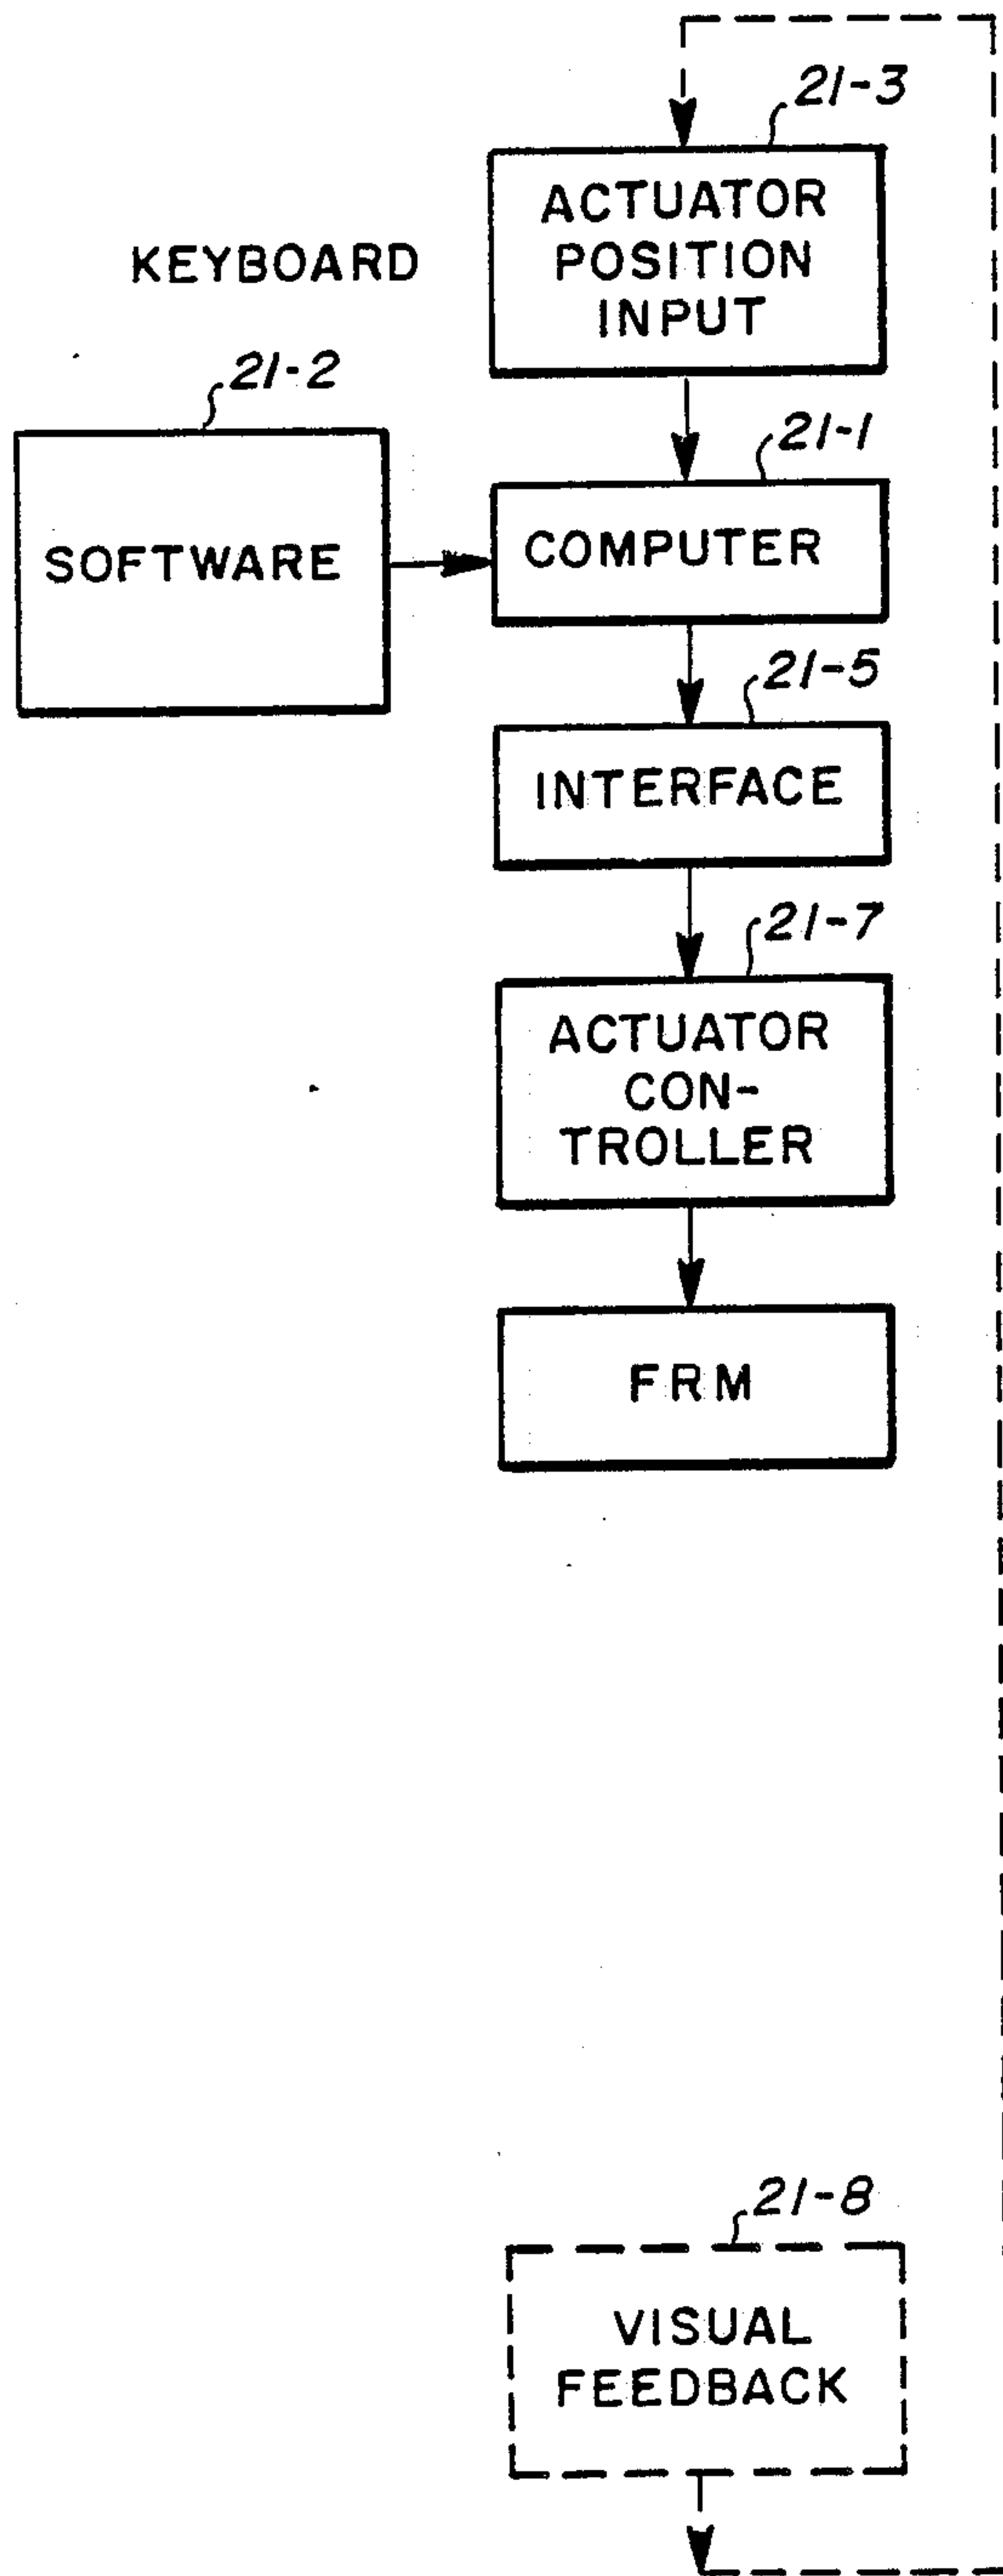 21-3
ACTUATOR
POSITION
INPUT
KEYBOARD
21-2
SOFTWARE
21-1
COMPUTER
21-5
INTERFACE
21-7
ACTUATOR
CON-
TROLLER
FRM
21-8
VISUAL
FEEDBACK